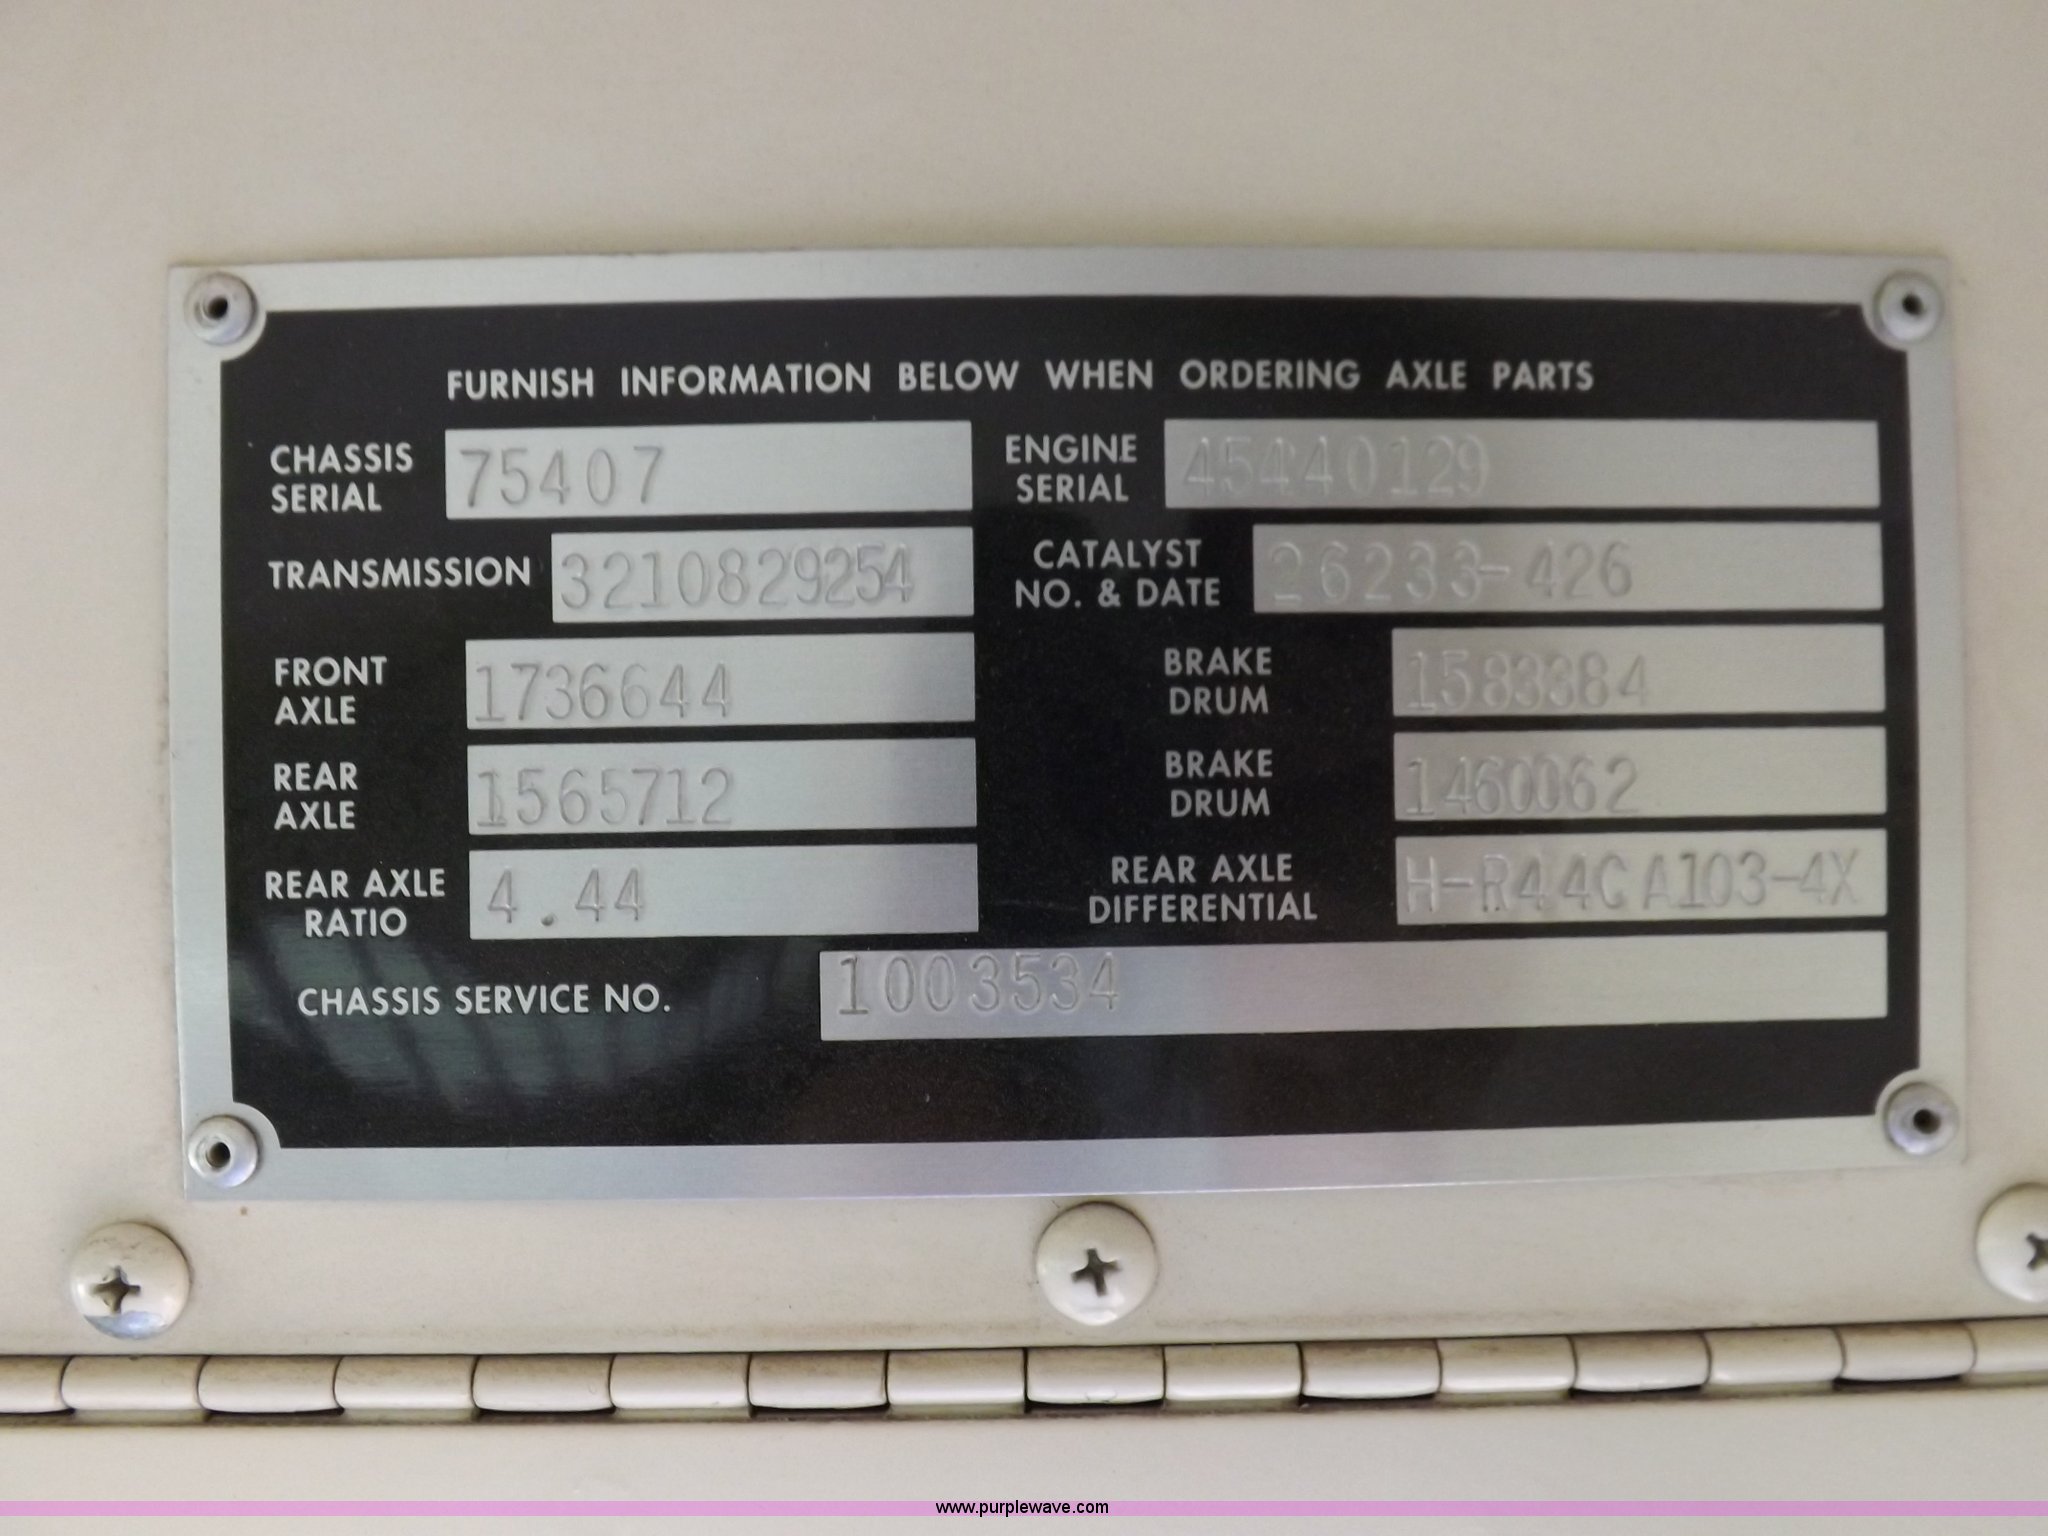 FURNISH INFORMATION BELOW WHEN ORDERING AXLE PARTS
CHASSIS SERIAL 75407
ENGINE SERIAL 45440129
TRANSMISSION 3210829254
CATALYST NO. & DATE 26233-426
FRONT AXLE 1736644
BRAKE DRUM 1583384
REAR AXLE 1565712
BRAKE DRUM 1460062
REAR AXLE RATIO 4.44
REAR AXLE DIFFERENTIAL H-R44CA103-4X
CHASSIS SERVICE NO. 1003534
www.purplewave.com